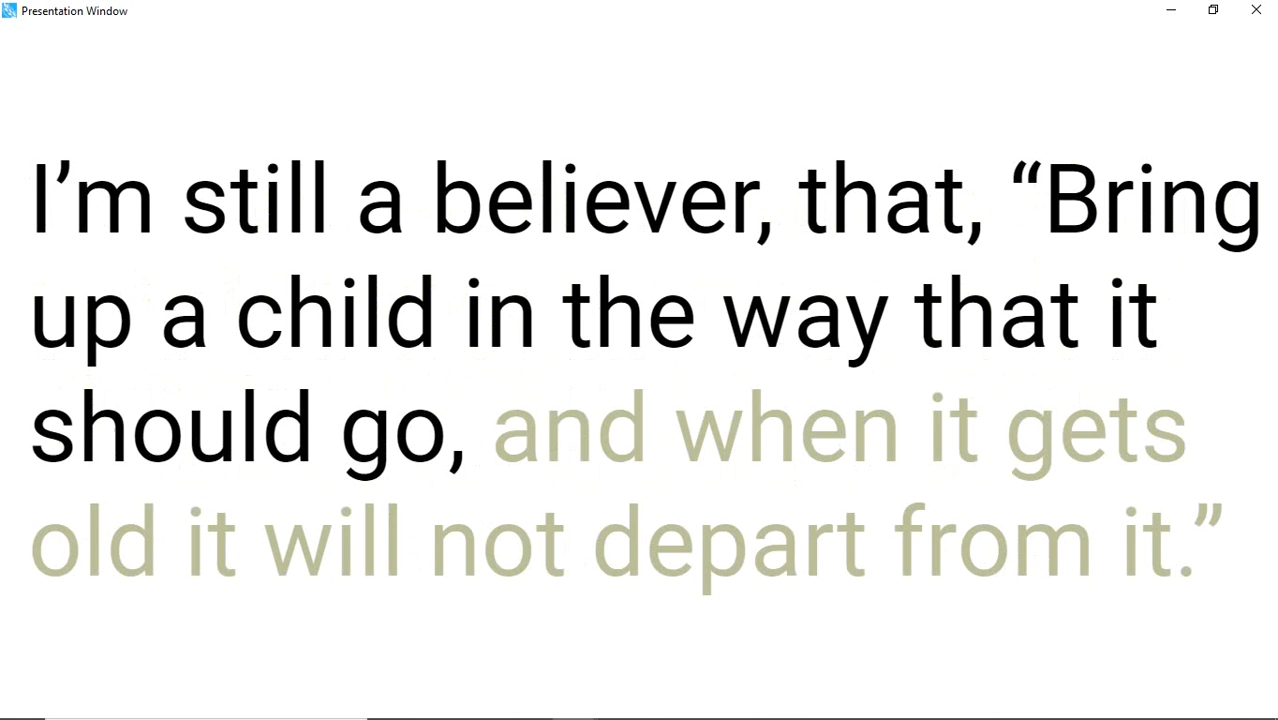 Presentation Window
I’m still a believer, that, “Bring
up a child in the way that it
should go, and when it gets
old it will not depart from it.”